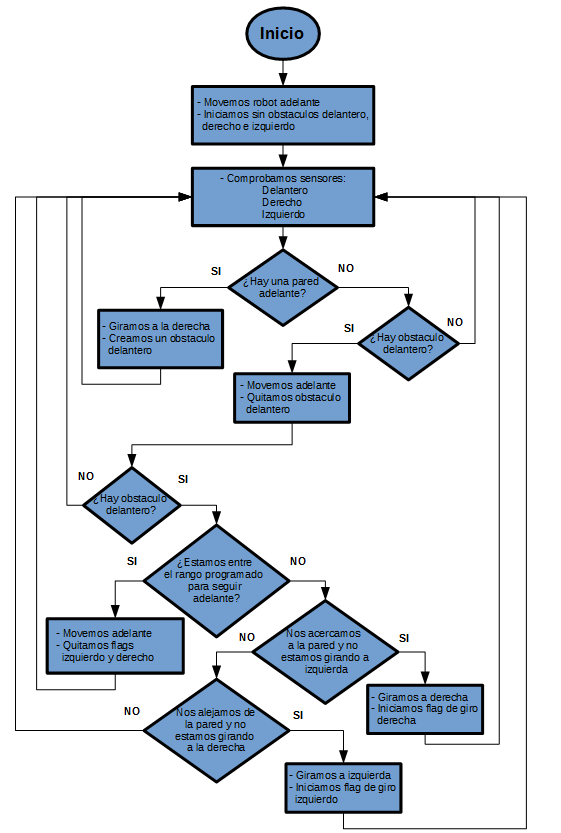 Inicio
- Movemos robot adelante
- Iniciamos sin obstaculos delantero,
derecho e izquierdo
- Comprobamos sensores:
Delantero
Derecho
Izquierdo
SI
NO
¿Hay una pared
adelante?
- Giramos a la derecha
- Creamos un obstaculo
delantero
SI
NO
¿Hay obstaculo
delantero?
- Movemos adelante
- Quitamos obstaculo
delantero
NO
SI
¿Hay obstaculo
delantero?
SI
NO
¿Estamos entre
el rango programado
para seguir
adelante?
- Movemos adelante
- Quitamos flags
izquierdo y derecho
NO
SI
Nos acercamos
a la pared y no
estamos girando a
izquierda
- Giramos a derecha
- Iniciamos flag de giro
derecha
NO
SI
Nos alejamos de
la pared y no
estamos girando
a la derecha
- Giramos a izquierda
- Iniciamos flag de giro
izquierdo